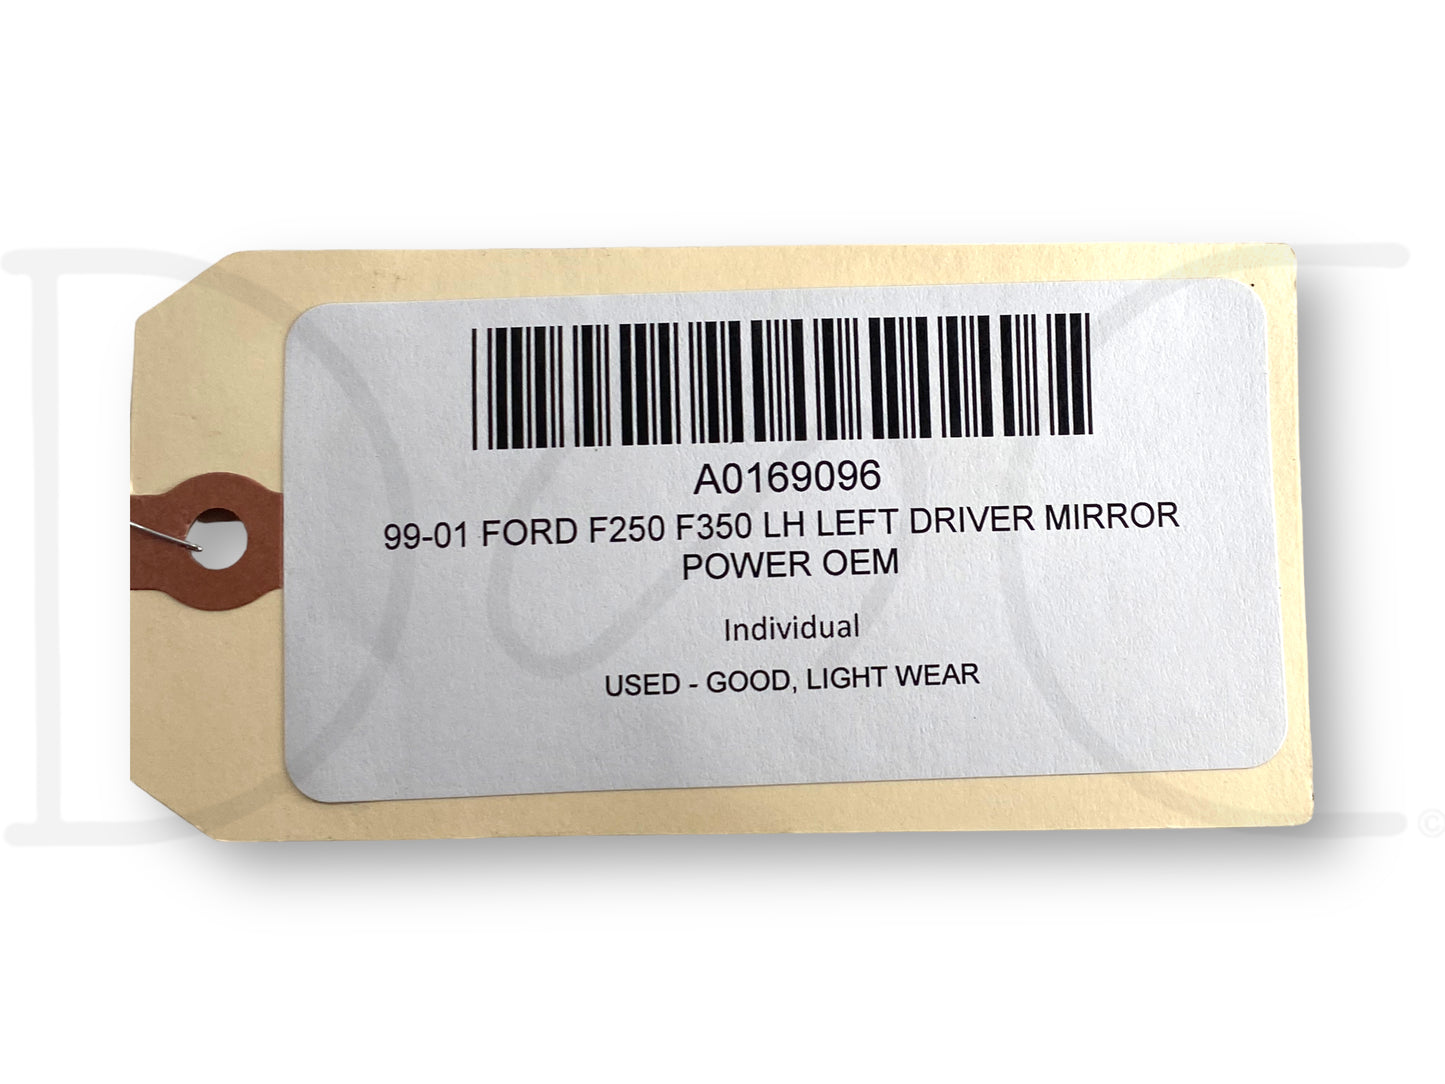 A0169096
99-01 FORD F250 F350 LH LEFT DRIVER MIRROR
POWER OEM
Individual
USED - GOOD, LIGHT WEAR